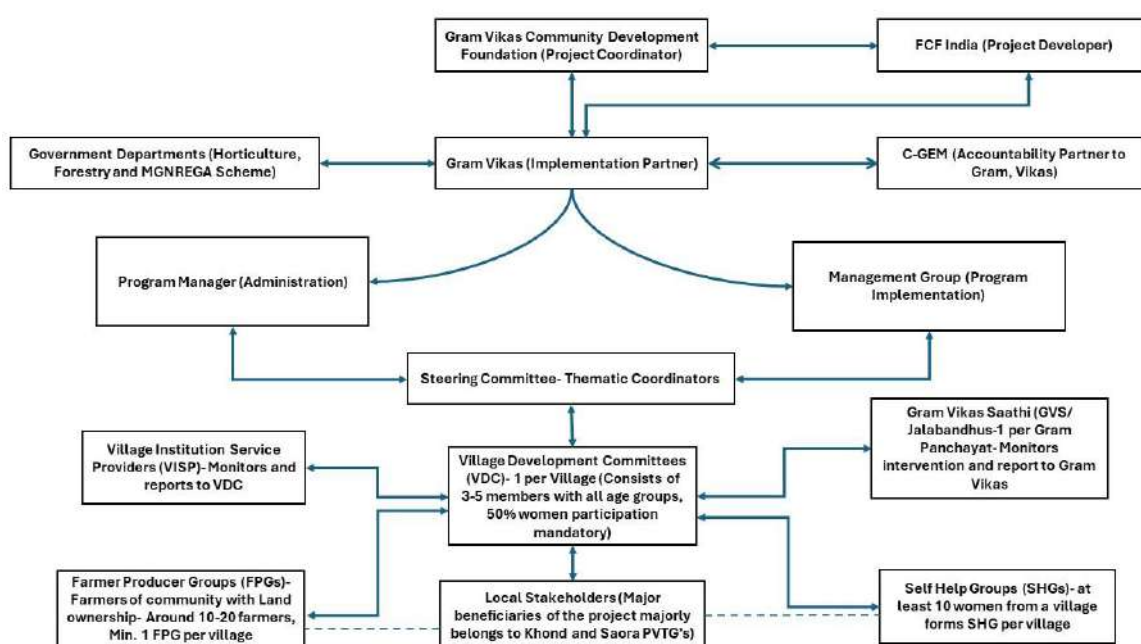 Gram Vikas Community Development
Foundation (Project Coordinator)
FCF India (Project Developer)
Government Departments (Horticulture,
Forestry and MGNREGA Scheme)
Gram Vikas (Implementation Partner)
C-GEM (Accountability Partner to
Gram, Vikas)
Program Manager (Administration)
Management Group (Program
Implementation)
Steering Committee- Thematic Coordinators
Village Institution Service
Providers (VISP)- Monitors and
reports to VDC
Village Development Committees
(VDC)- 1 per Village (Consists of
3-5 members with all age groups,
50% women participation
mandatory)
Gram Vikas Saathi (GVS/
Jalabandhus-1 per Gram
Panchayat- Monitors
intervention and report to Gram
Vikas
Farmer Producer Groups (FPGs)-
Farmers of community with Land
ownership- Around 10-20 farmers,
Min. 1 FPG per village
Local Stakeholders (Major
beneficiaries of the project majorly
belongs to Khond and Saora PVTG's)
Self Help Groups (SHGs)- at
least 10 women from a village
forms SHG per village